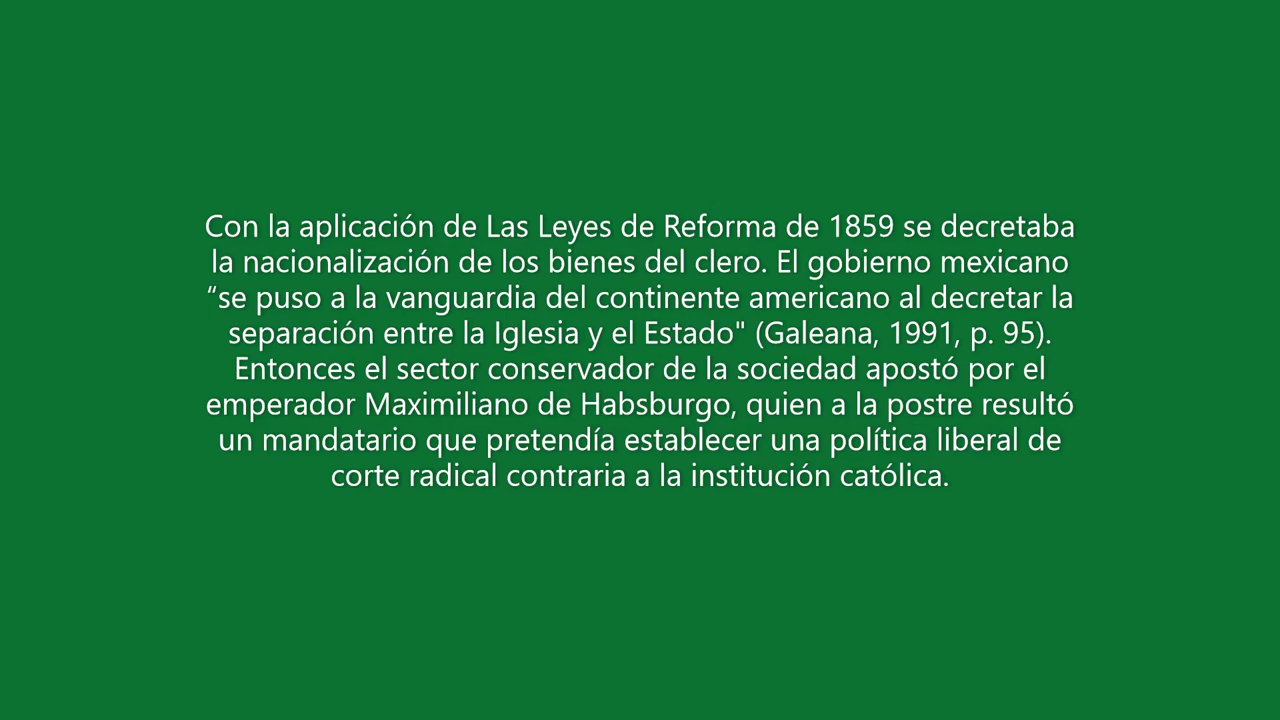 Con la aplicación de Las Leyes de Reforma de 1859 se decretaba
la nacionalización de los bienes del clero. El gobierno mexicano
“se puso a la vanguardia del continente americano al decretar la
separación entre la Iglesia y el Estado" (Galeana, 1991, p. 95).
Entonces el sector conservador de la sociedad apostó por el
emperador Maximiliano de Habsburgo, quien a la postre resultó
un mandatario que pretendía establecer una política liberal de
corte radical contraria a la institución católica.